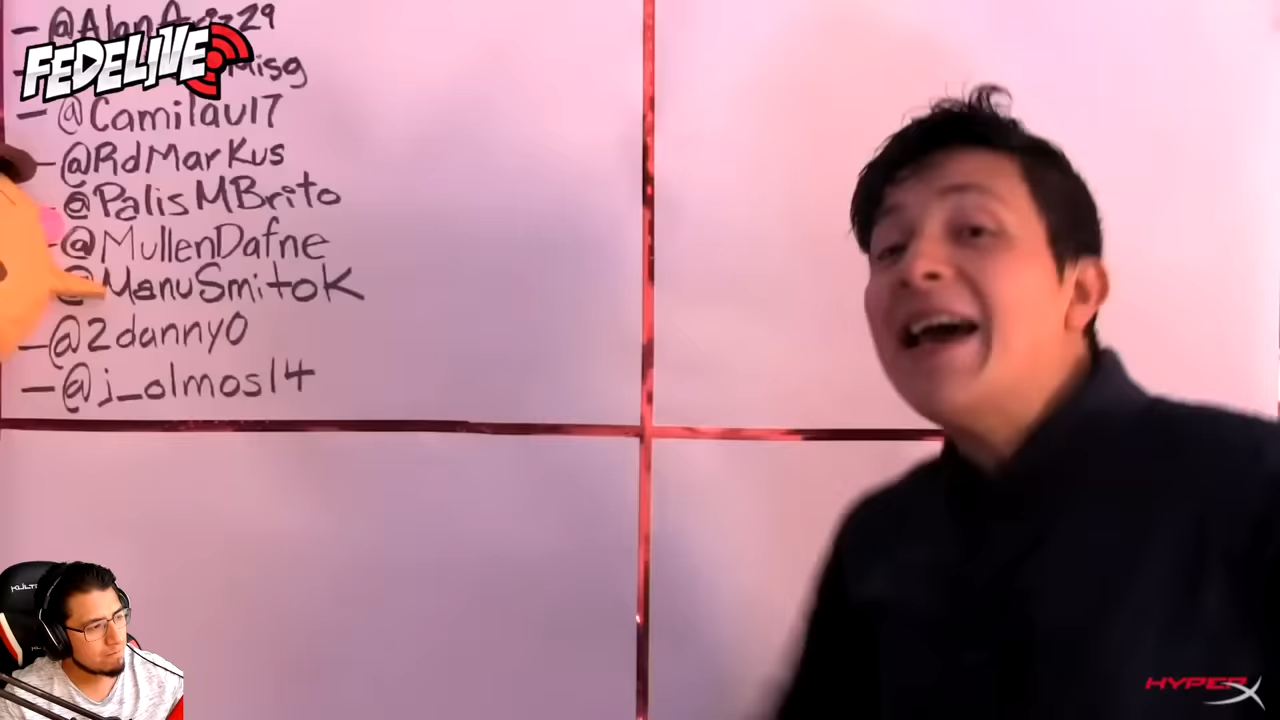 FEDELIVE
- @Camilau17
- @RdMarKus
@PalisMBrito
@MullenDafne
@ManuSmitoK
- @2danny0
- @j_olmos14
HYPERX